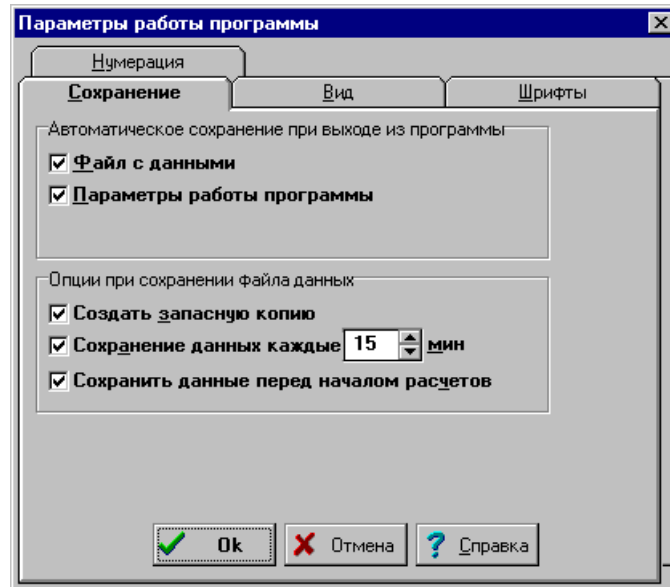 Параметры работы программы
Нумерация
Сохранение Вид Шрифты
Автоматическое сохранение при выходе из программы
Файл с данными
Параметры работы программы
Опции при сохранении файла данных
Создать запасную копию
Сохранение данных каждые 15 мин
Сохранить данные перед началом расчетов
Ok Отмена ? Справка